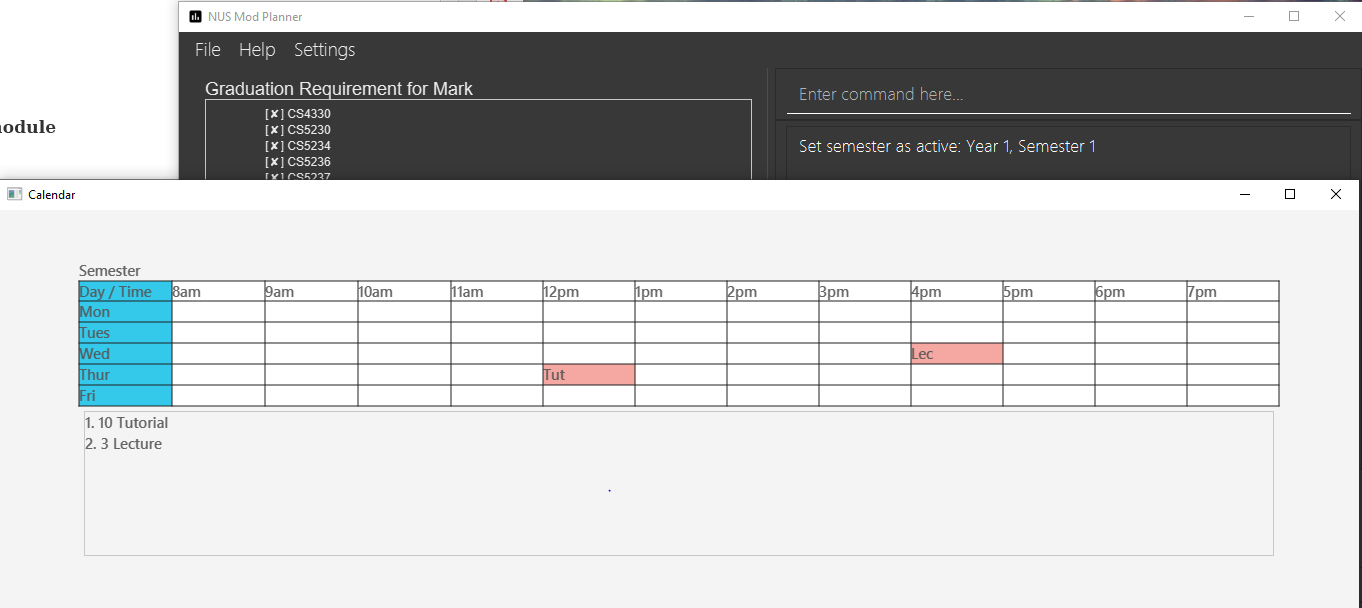 NUS Mod Planner
File Help Settings
Graduation Requirement for Mark
[✘] CS4330
[✘] CS5230
[✘] CS5234
[✘] CS5236
[✘] CS5237
Enter command here...
Set semester as active: Year 1, Semester 1
Calendar
Semester
Day / Time 8am 9am 10am 11am 12pm 1pm 2pm 3pm 4pm 5pm 6pm 7pm
Mon
Tues
Wed Lec
Thur Tut
Fri
1. 10 Tutorial
2. 3 Lecture